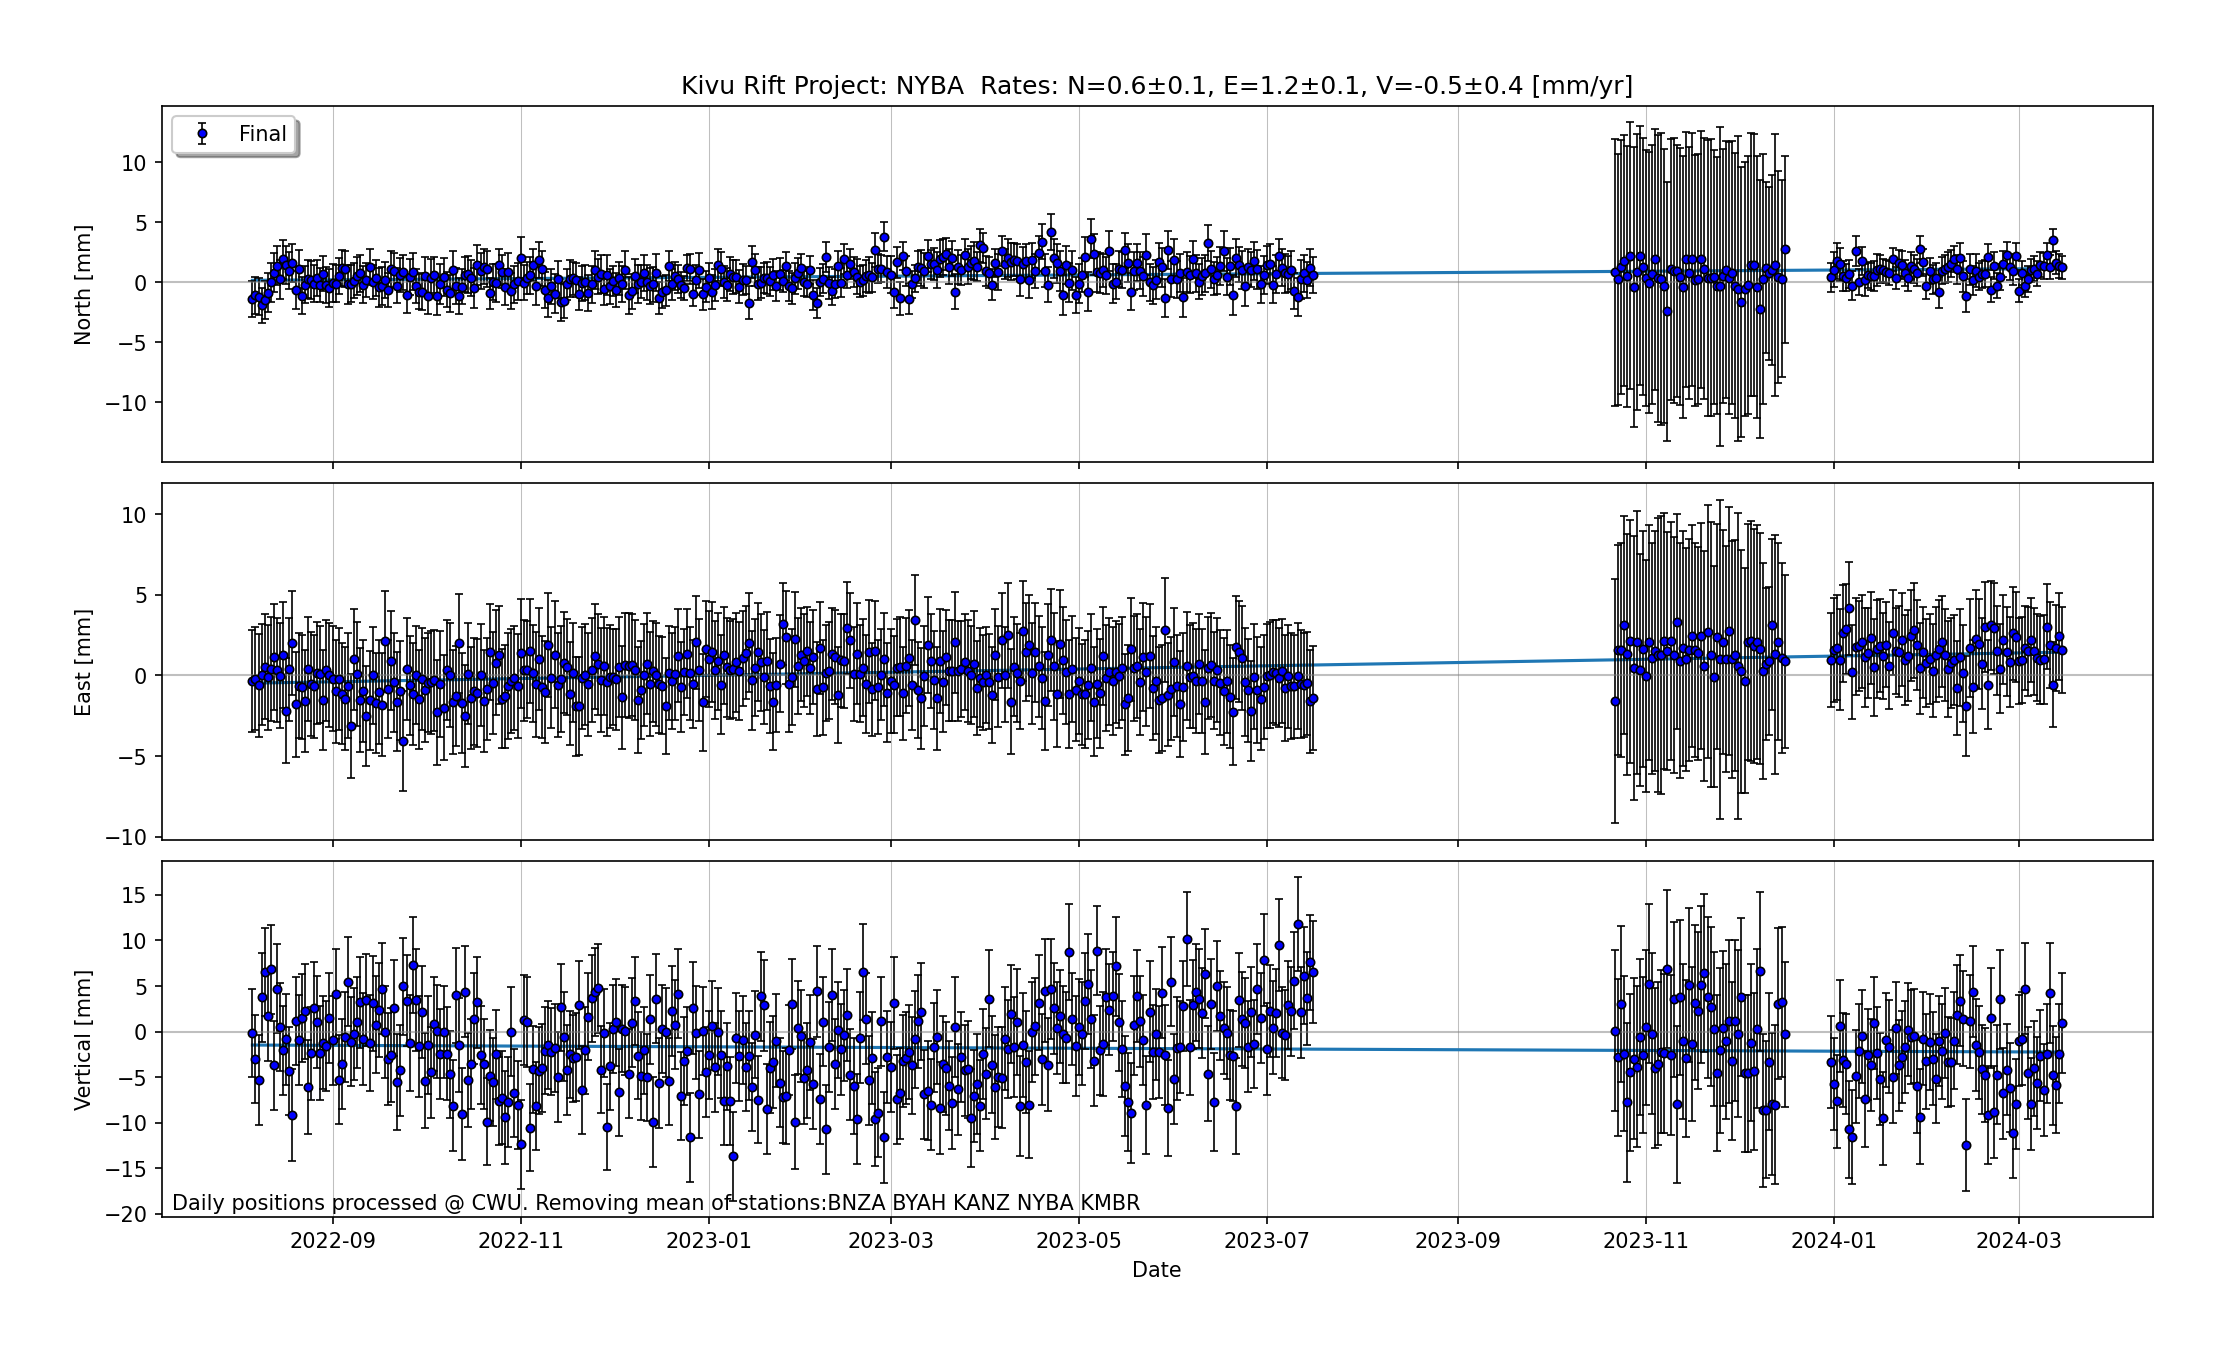 Kivu Rift Project: NYBA  Rates: N=0.6±0.1, E=1.2±0.1, V=-0.5±0.4 [mm/yr]
Final
North [mm]
10
5
0
−5
−10
East [mm]
10
5
0
−5
−10
Vertical [mm]
15
10
5
0
−5
−10
−15
−20
Daily positions processed @ CWU. Removing mean of stations:BNZA BYAH KANZ NYBA KMBR
2022-09 2022-11 2023-01 2023-03 2023-05 2023-07 2023-09 2023-11 2024-01 2024-03
Date